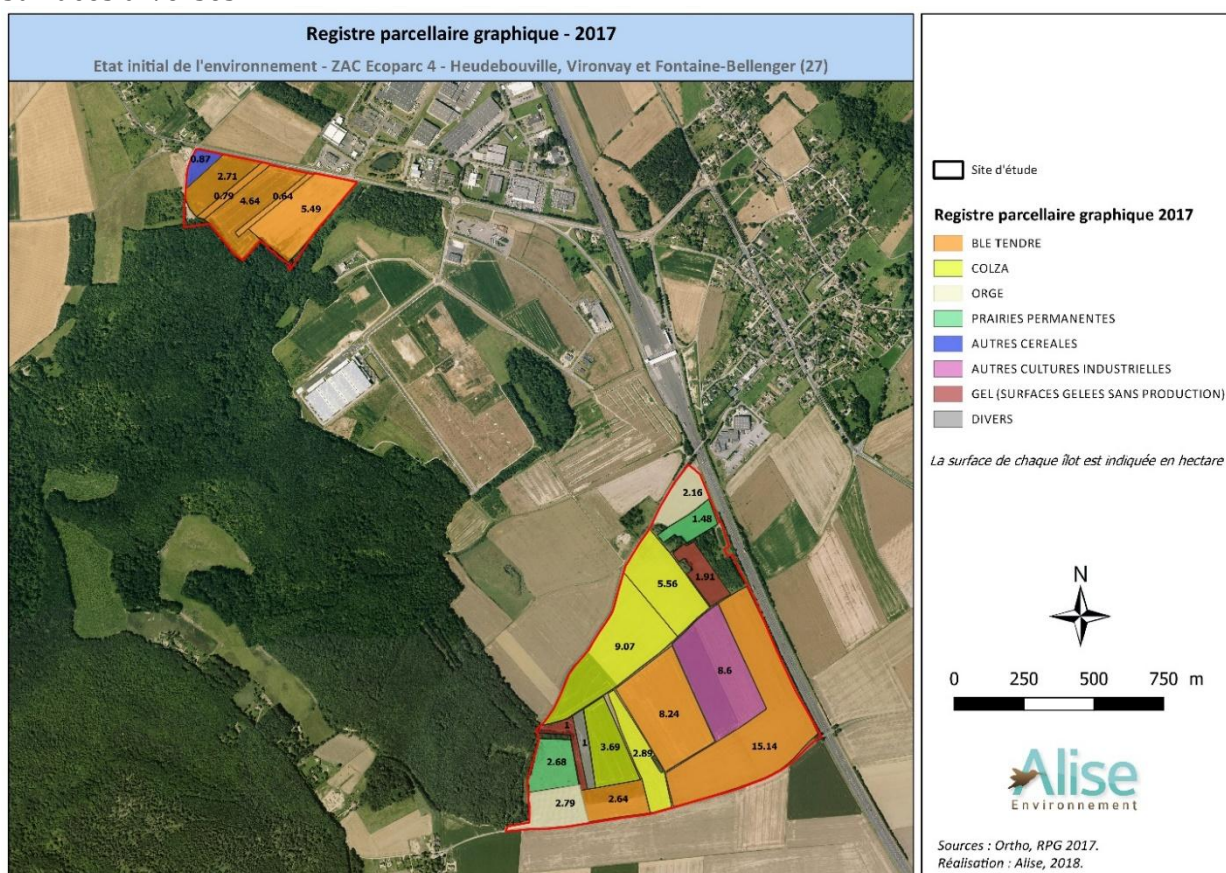 Registre parcellaire graphique - 2017
Etat initial de l'environnement - ZAC Ecoparc 4 - Heudebouville, Vironvay et Fontaine-Bellenger (27)
0.87
2.71
0.79
4.64
0.64
5.49
2.16
1.48
5.56
1.91
9.07
8.6
8.24
1
1
3.69
2.89
15.14
2.68
2.79
2.64
Site d'étude
Registre parcellaire graphique 2017
BLE TENDRE
COLZA
ORGE
PRAIRIES PERMANENTES
AUTRES CEREALES
AUTRES CULTURES INDUSTRIELLES
GEL (SURFACES GELEES SANS PRODUCTION)
DIVERS
La surface de chaque îlot est indiquée en hectare
N
0 250 500 750 m
Alise
Environnement
Sources : Ortho, RPG 2017.
Réalisation : Alise, 2018.